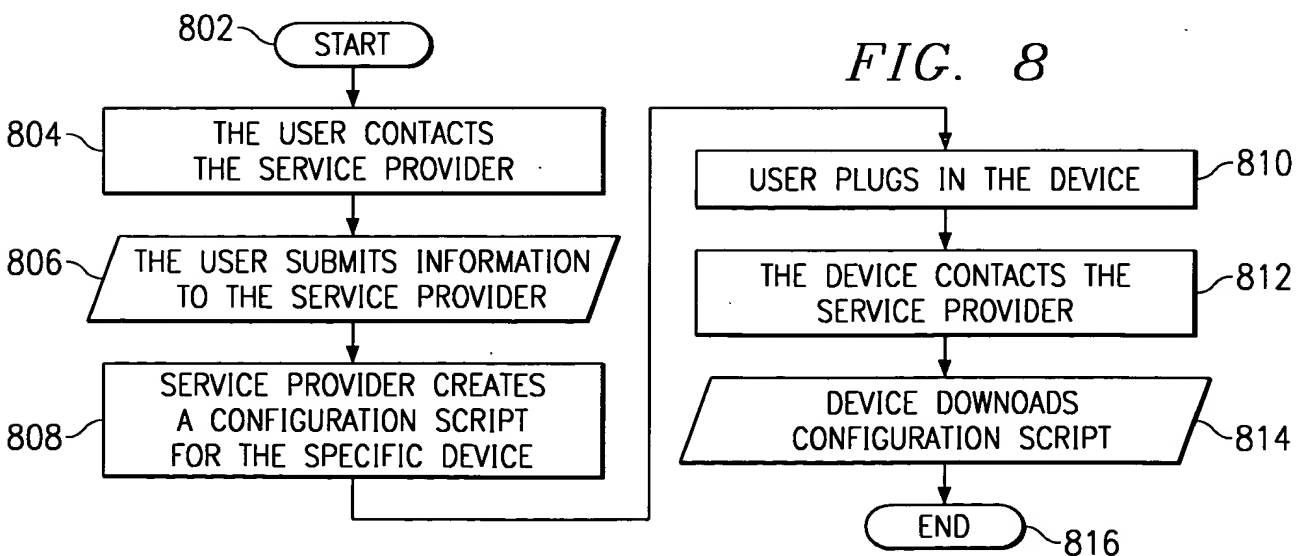 802
START
FIG. 8
804
THE USER CONTACTS
THE SERVICE PROVIDER
806
THE USER SUBMITS INFORMATION
TO THE SERVICE PROVIDER
808
SERVICE PROVIDER CREATES
A CONFIGURATION SCRIPT
FOR THE SPECIFIC DEVICE
USER PLUGS IN THE DEVICE
810
THE DEVICE CONTACTS THE
SERVICE PROVIDER
812
DEVICE DOWNOADS
CONFIGURATION SCRIPT
814
END
816